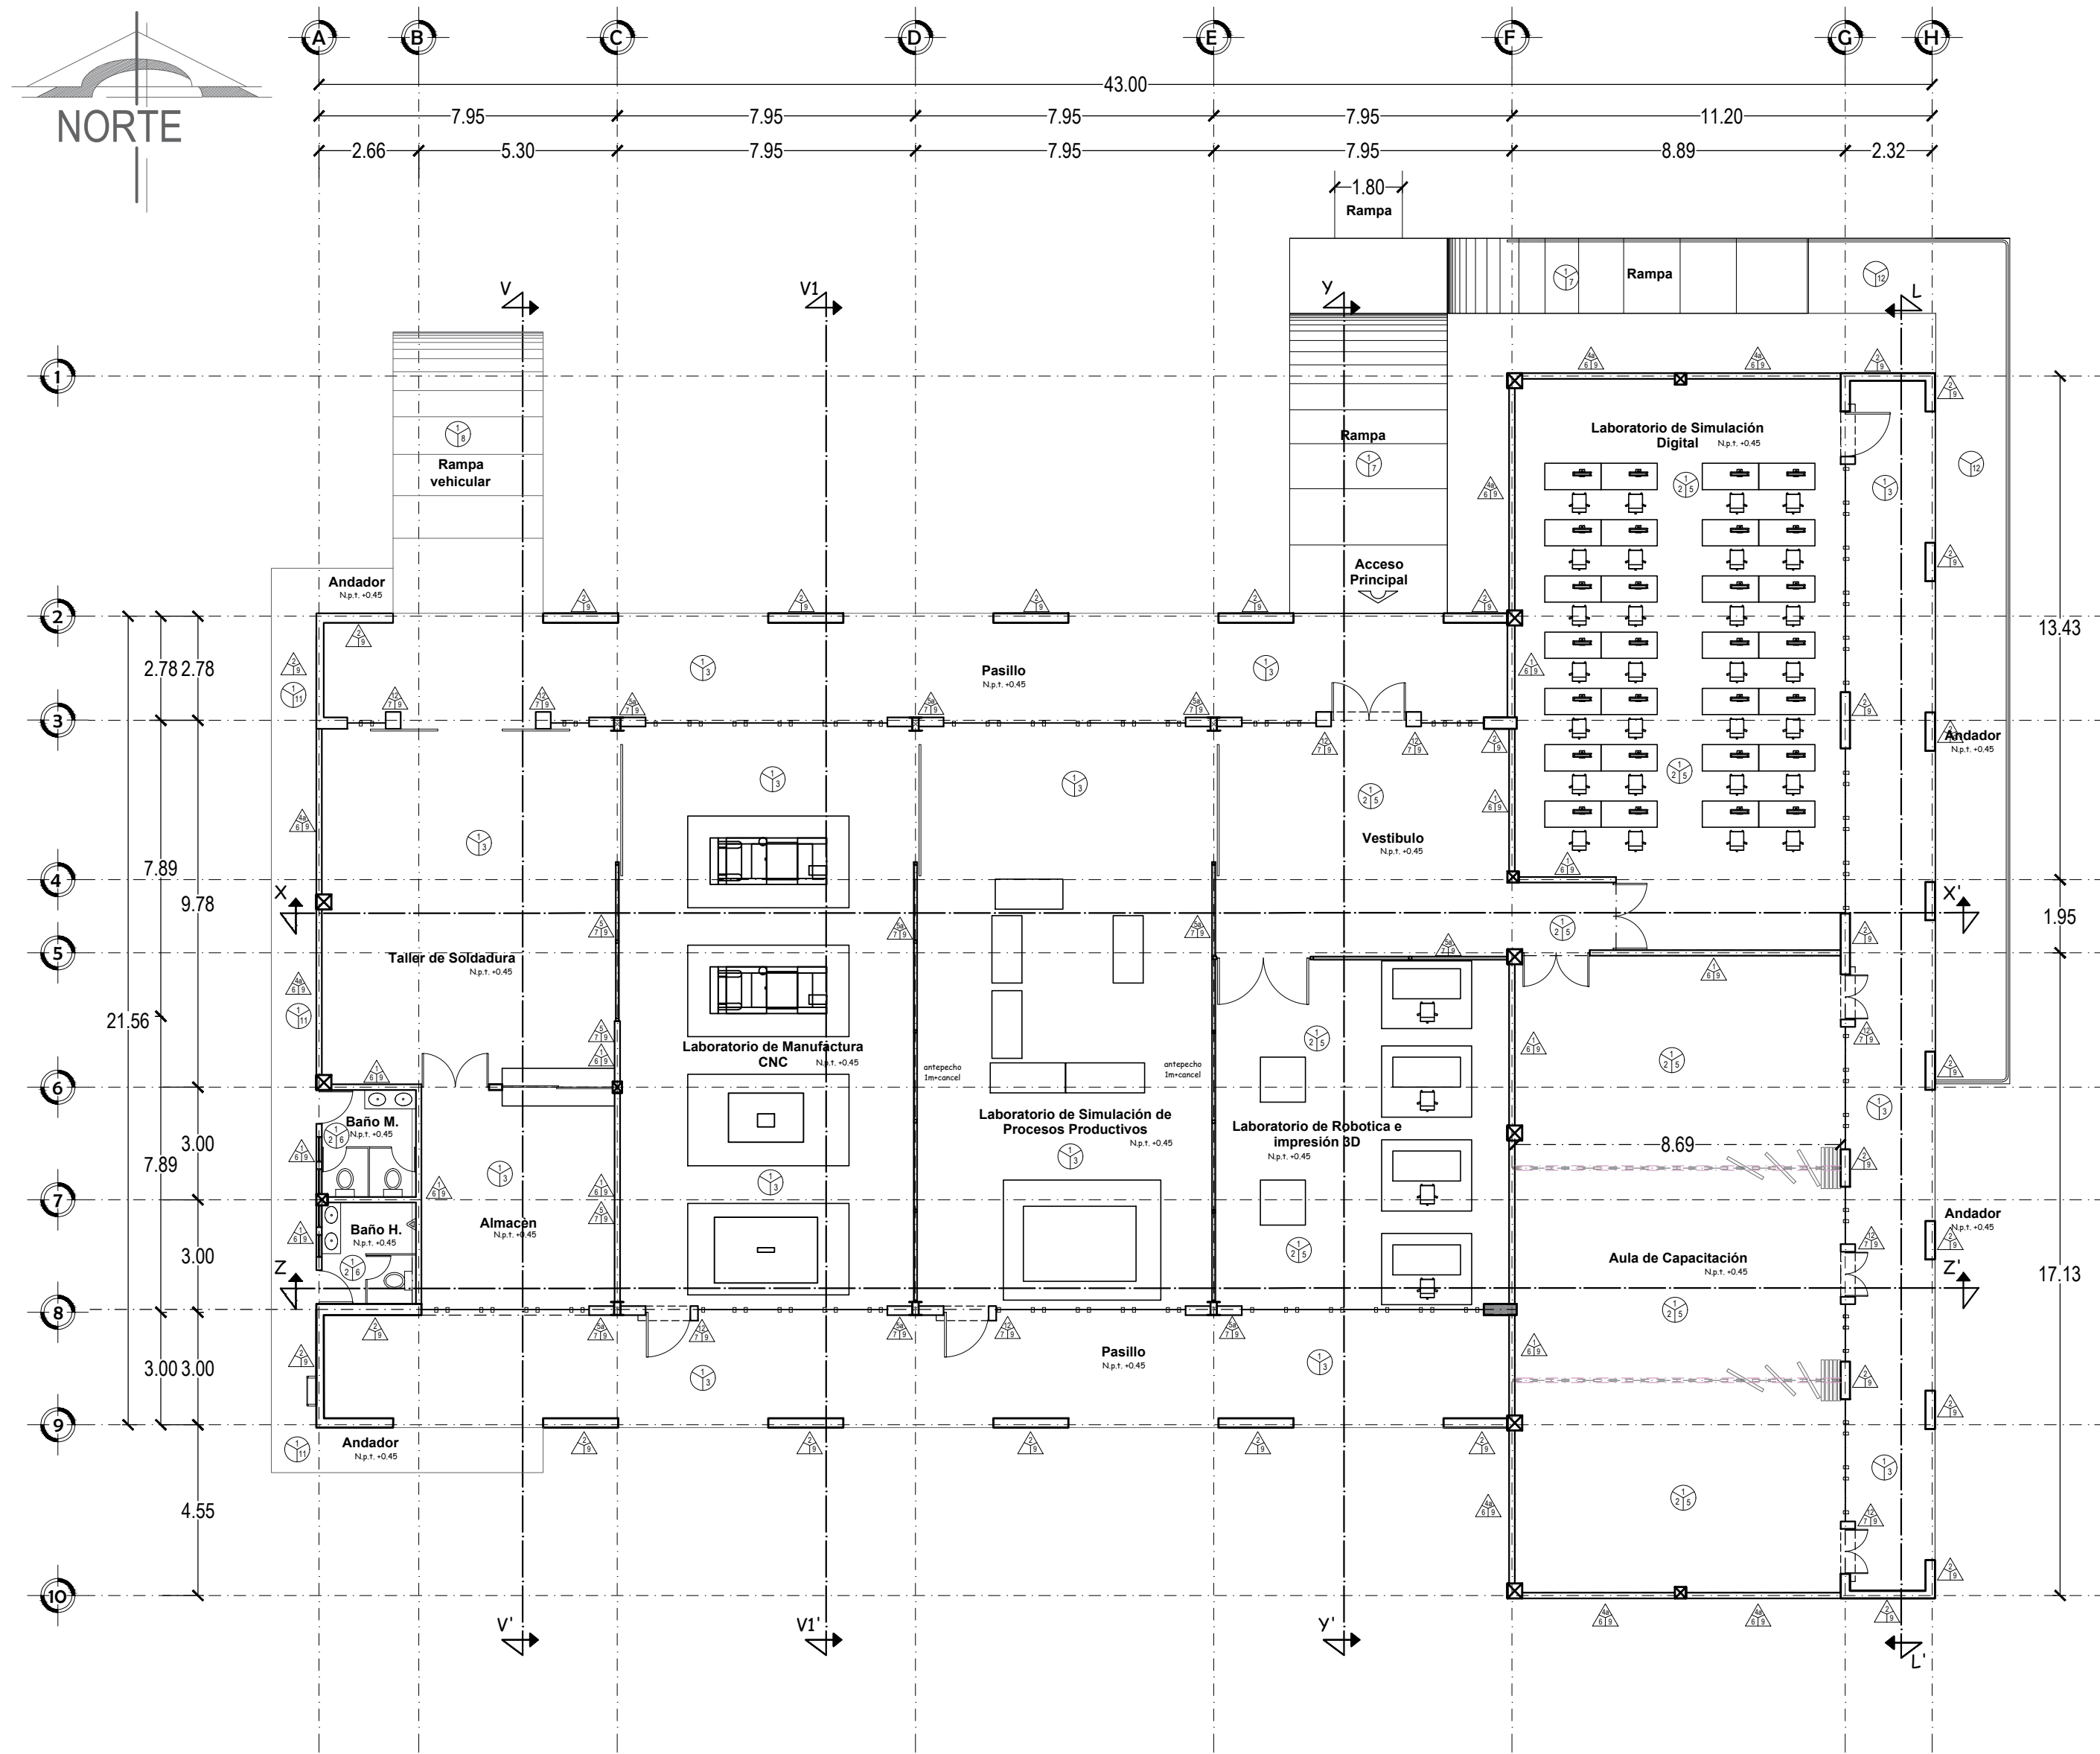 A B C D E F G H
NORTE
43.00
7.95 7.95 7.95 7.95 11.20
2.66 5.30 7.95 7.95 7.95 8.89 2.32
1.80
Rampa
Rampa
V V1 Y L
1
Rampa
vehicular
Rampa
Laboratorio de Simulación
Digital N.p.t. +0.45
Acceso
Principal
Andador
N.p.t. +0.45
2
13.43
2.78 2.78
Pasillo
N.p.t. +0.45
3
Andador
N.p.t. +0.45
Vestibulo
N.p.t. +0.45
7.89
4
9.78
X X'
1.95
5
Taller de Soldadura
N.p.t. +0.45
21.56
Laboratorio de Manufactura
CNC N.p.t. +0.45
antepecho
1m+cancel
antepecho
1m+cancel
6
Baño M.
N.p.t. +0.45
Laboratorio de Simulación de
Procesos Productivos
N.p.t. +0.45
Laboratorio de Robotica e
impresión 3D
N.p.t. +0.45
3.00
8.69
7.89
7
Baño H.
N.p.t. +0.45
Almacen
N.p.t. +0.45
Andador
N.p.t. +0.45
3.00
Aula de Capacitación
N.p.t. +0.45
Z Z'
17.13
8
Pasillo
N.p.t. +0.45
3.00 3.00
9
Andador
N.p.t. +0.45
4.55
10
V' V1' Y' L'